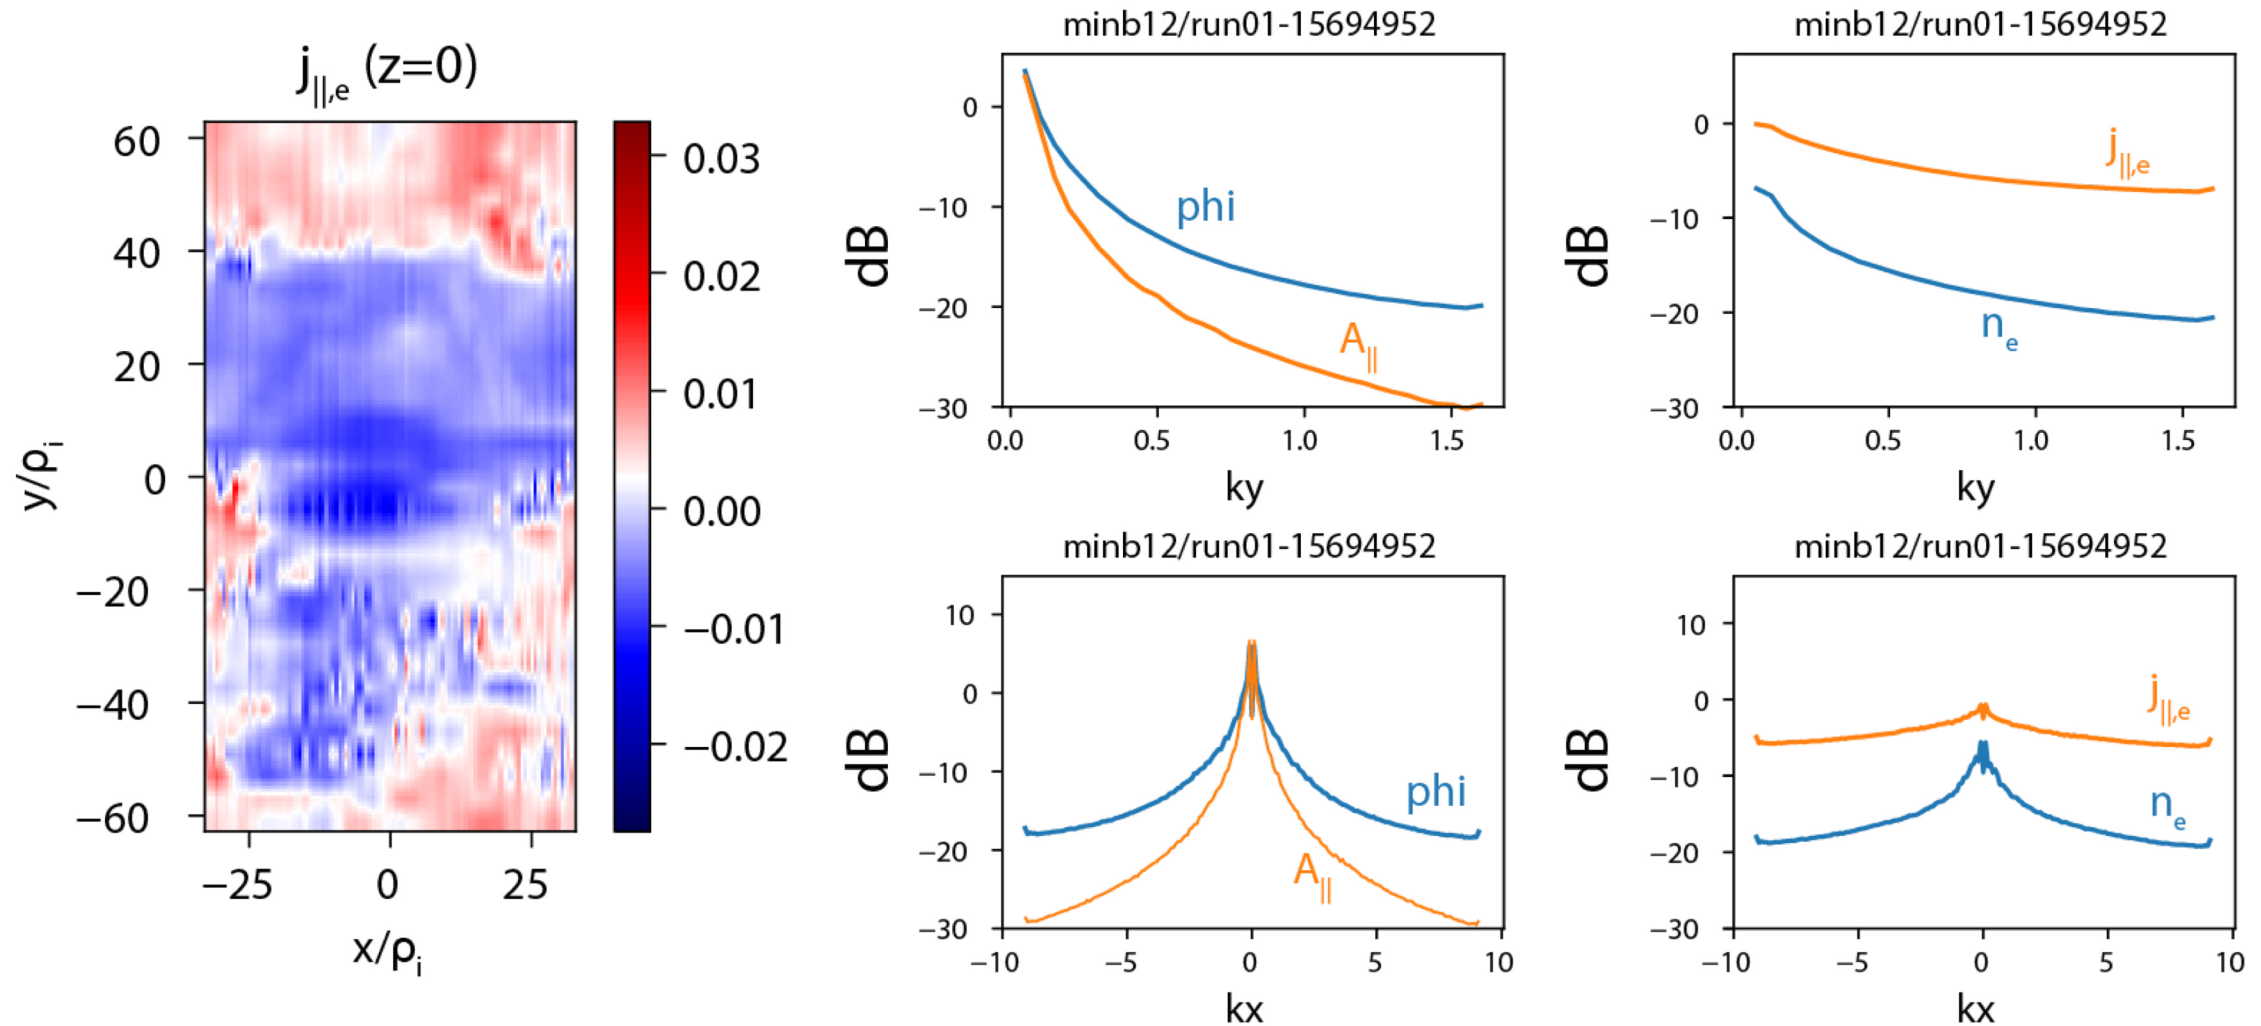 j||,e (z=0)
60
40
20
0
−20
−40
−60
y/ρi
−25
0
25
x/ρi
0.03
0.02
0.01
0.00
−0.01
−0.02
minb12/run01-15694952
0
−10
−20
−30
dB
phi
A||
0.0
0.5
1.0
1.5
ky
minb12/run01-15694952
0
−10
−20
−30
dB
j||,e
ne
0.0
0.5
1.0
1.5
ky
minb12/run01-15694952
10
0
−10
−20
−30
dB
phi
A||
−10
−5
0
5
10
kx
minb12/run01-15694952
10
0
−10
−20
−30
dB
j||,e
ne
−10
−5
0
5
10
kx